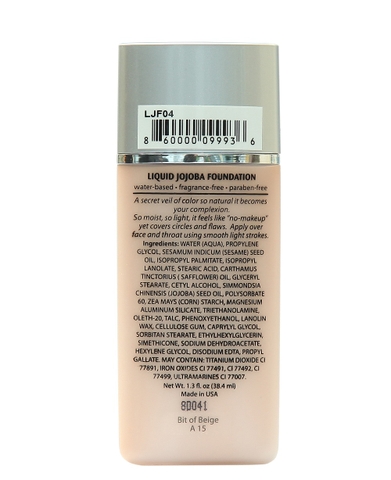 LJF04
8 60000 09993 6
LIQUID JOJOBA FOUNDATION
water-based • fragrance-free • paraben-free
A secret veil of color so natural it becomes
your complexion.
So moist, so light, it feels like "no-makeup"
yet covers circles and flaws. Apply over
face and throat using smooth light strokes.
Ingredients: WATER (AQUA), PROPYLENE
GLYCOL, SESAMUM INDICUM (SESAME) SEED
OIL, ISOPROPYL PALMITATE, ISOPROPYL
LANOLATE, STEARIC ACID, CARTHAMUS
TINCTORIUS ( SAFFLOWER) OIL, GLYCERYL
STEARATE, CETYL ALCOHOL, SIMMONDSIA
CHINENSIS (JOJOBA) SEED OIL, POLYSORBATE
60, ZEA MAYS (CORN) STARCH, MAGNESIUM
ALUMINUM SILICATE, TRIETHANOLAMINE,
OLETH-20, TALC, PHENOXYETHANOL, LANOLIN
WAX, CELLULOSE GUM, CAPRYLYL GLYCOL,
SORBITAN STEARATE, ETHYLHEXYLGLYCERIN,
SIMETHICONE, SODIUM DEHYDROACETATE,
HEXYLENE GLYCOL, DISODIUM EDTA, PROPYL
GALLATE. MAY CONTAIN: TITANIUM DIOXIDE CI
77891, IRON OXIDES CI 77491, CI 77492, CI
77499, ULTRAMARINES CI 77007.
Net Wt. 1.3 fl. oz (38.4 ml)
Made in USA
8D041
Bit of Beige
A 15